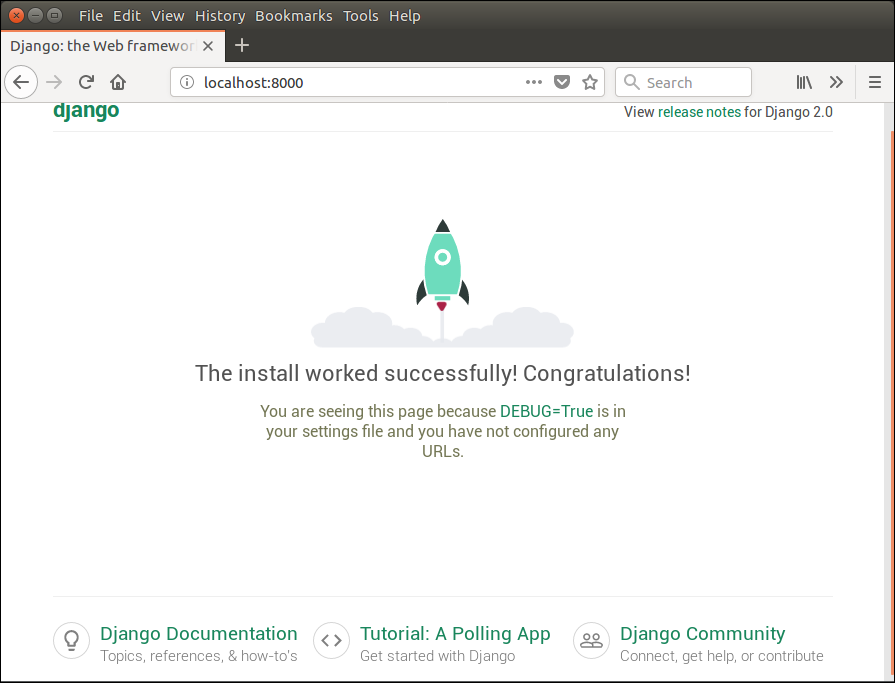 File Edit View History Bookmarks Tools Help
Django: the Web framewor
localhost:8000
Search
django
View release notes for Django 2.0
The install worked successfully! Congratulations!
You are seeing this page because DEBUG=True is in
your settings file and you have not configured any
URLs.
Django Documentation
Topics, references, & how-to's
Tutorial: A Polling App
Get started with Django
Django Community
Connect, get help, or contribute